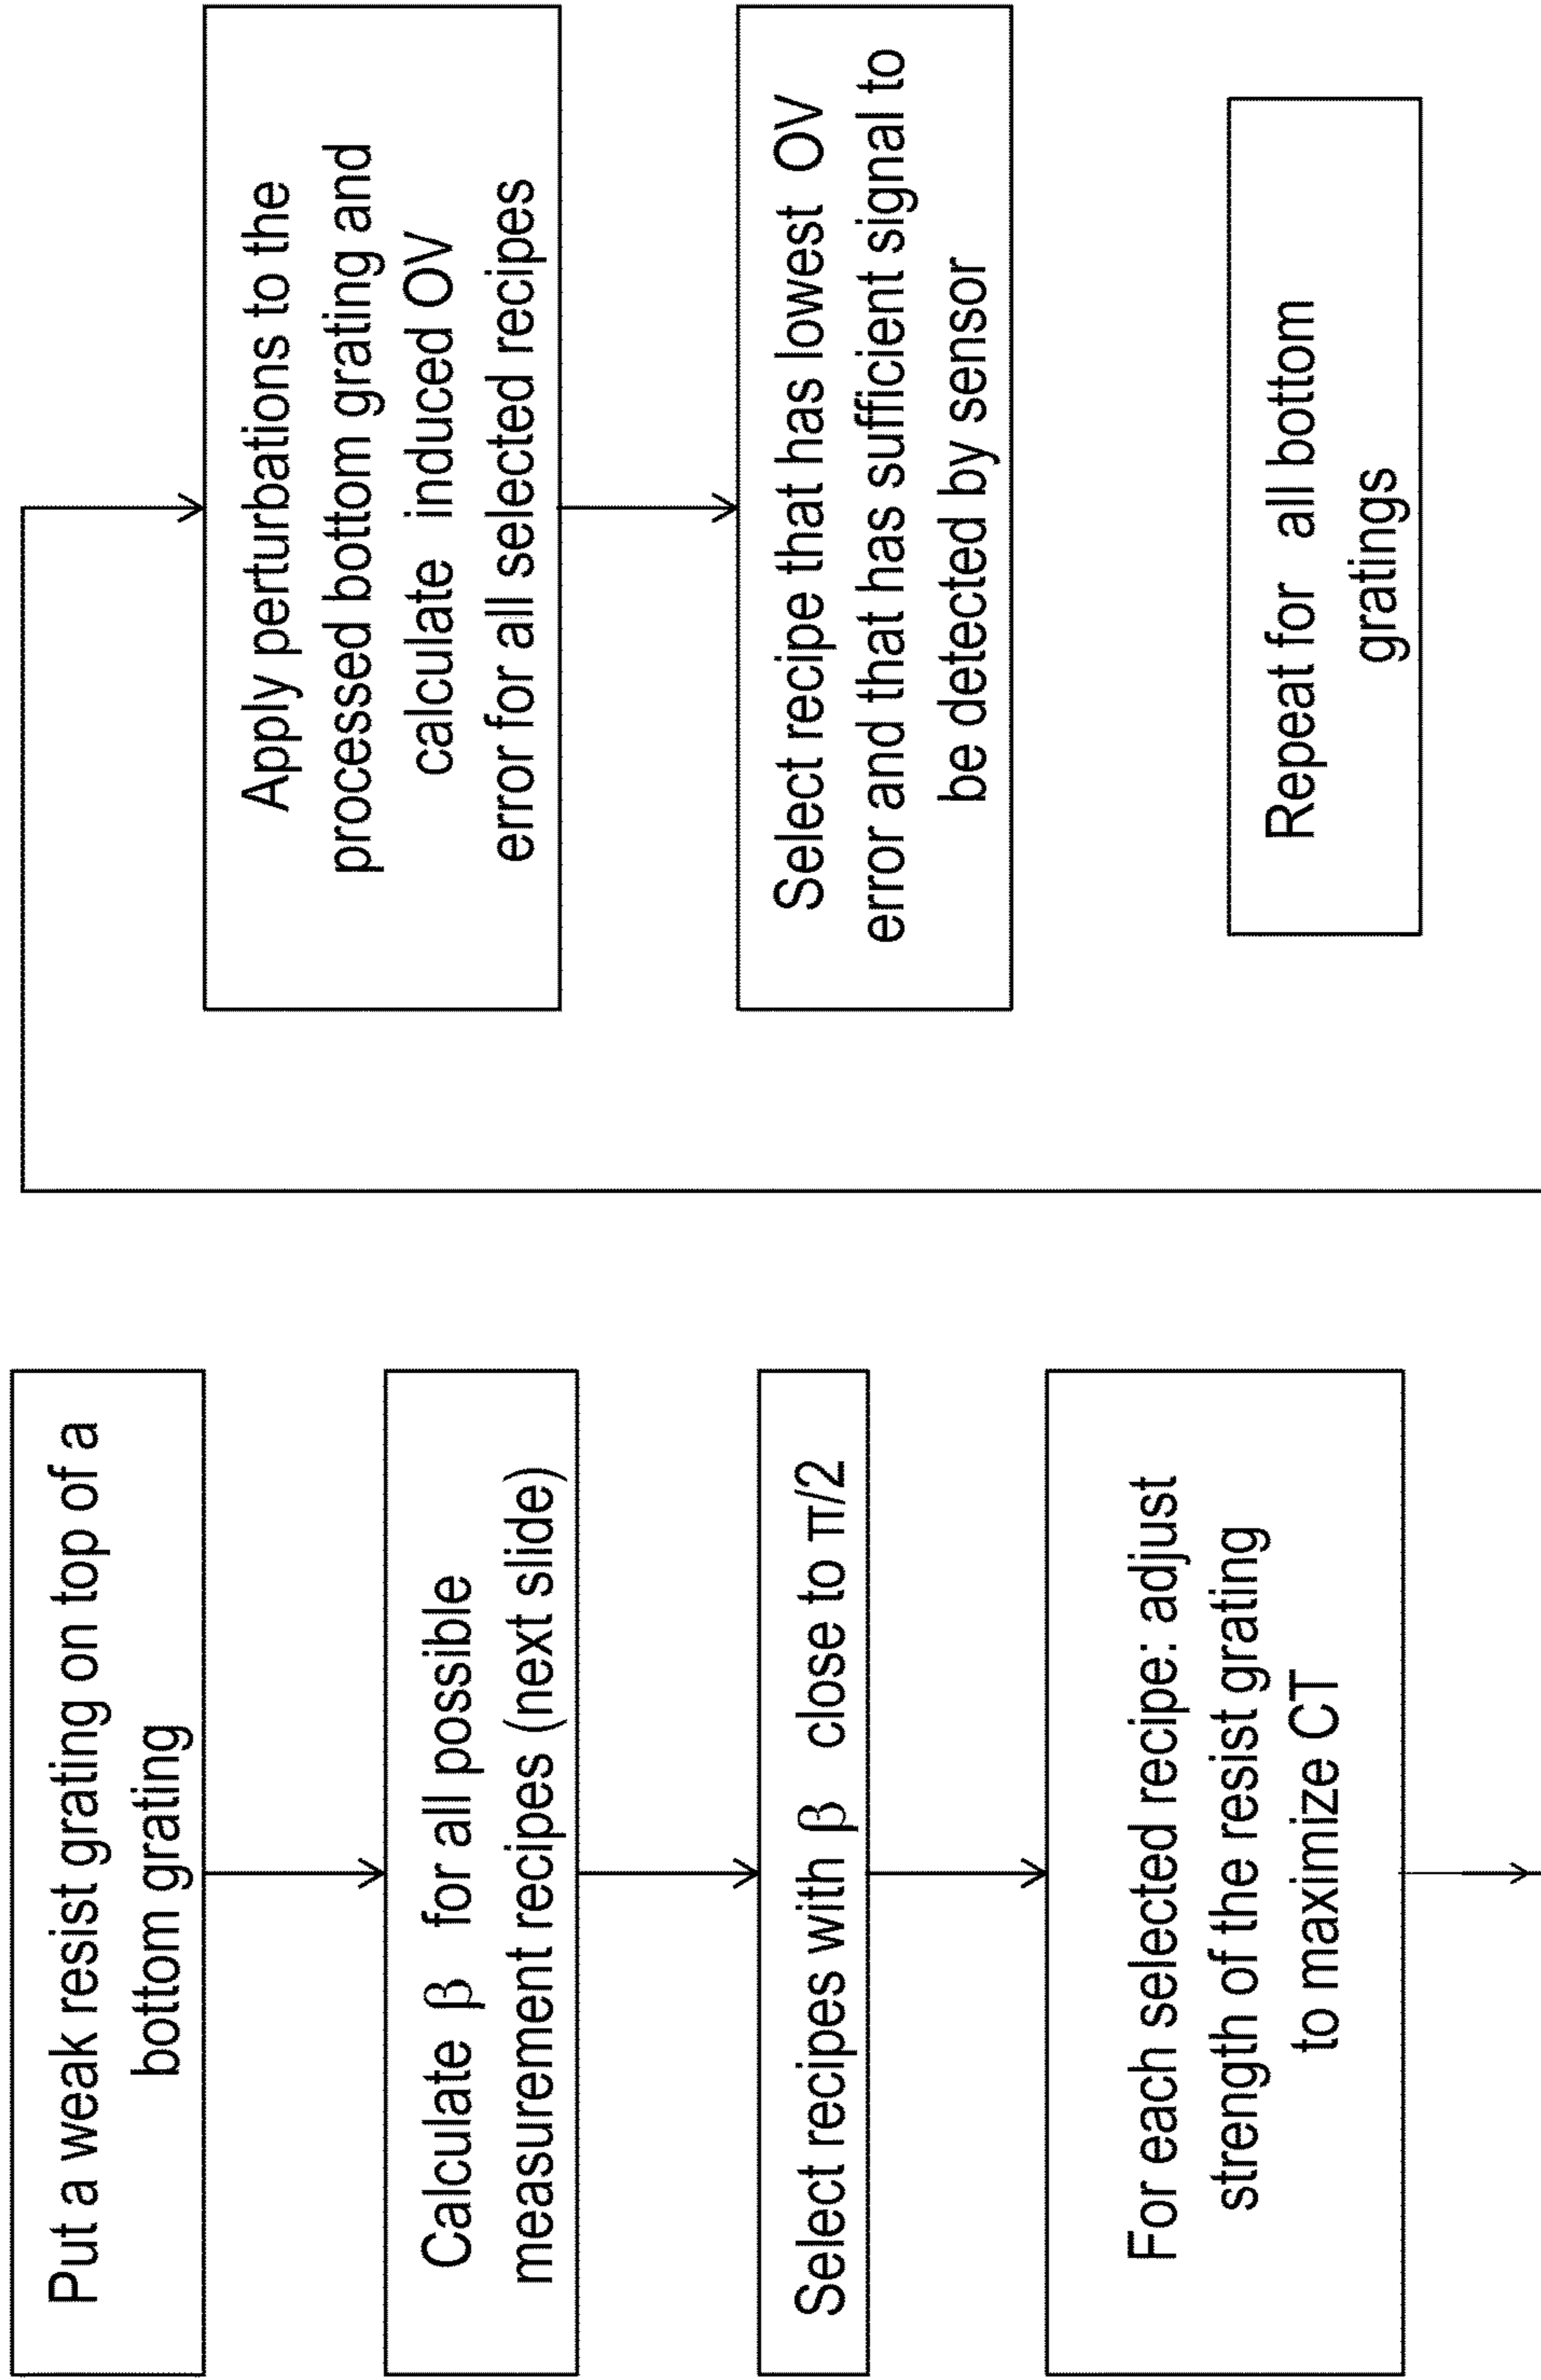 Put a weak resist grating on top of a
bottom grating
Calculate β for all possible
measurement recipes (next slide)
Select recipes with β close to π/2
For each selected recipe: adjust
strength of the resist grating
to maximize CT
Apply perturbations to the
processed bottom grating and
calculate induced OV
error for all selected recipes
Select recipe that has lowest OV
error and that has sufficient signal to
be detected by sensor
Repeat for all bottom
gratings